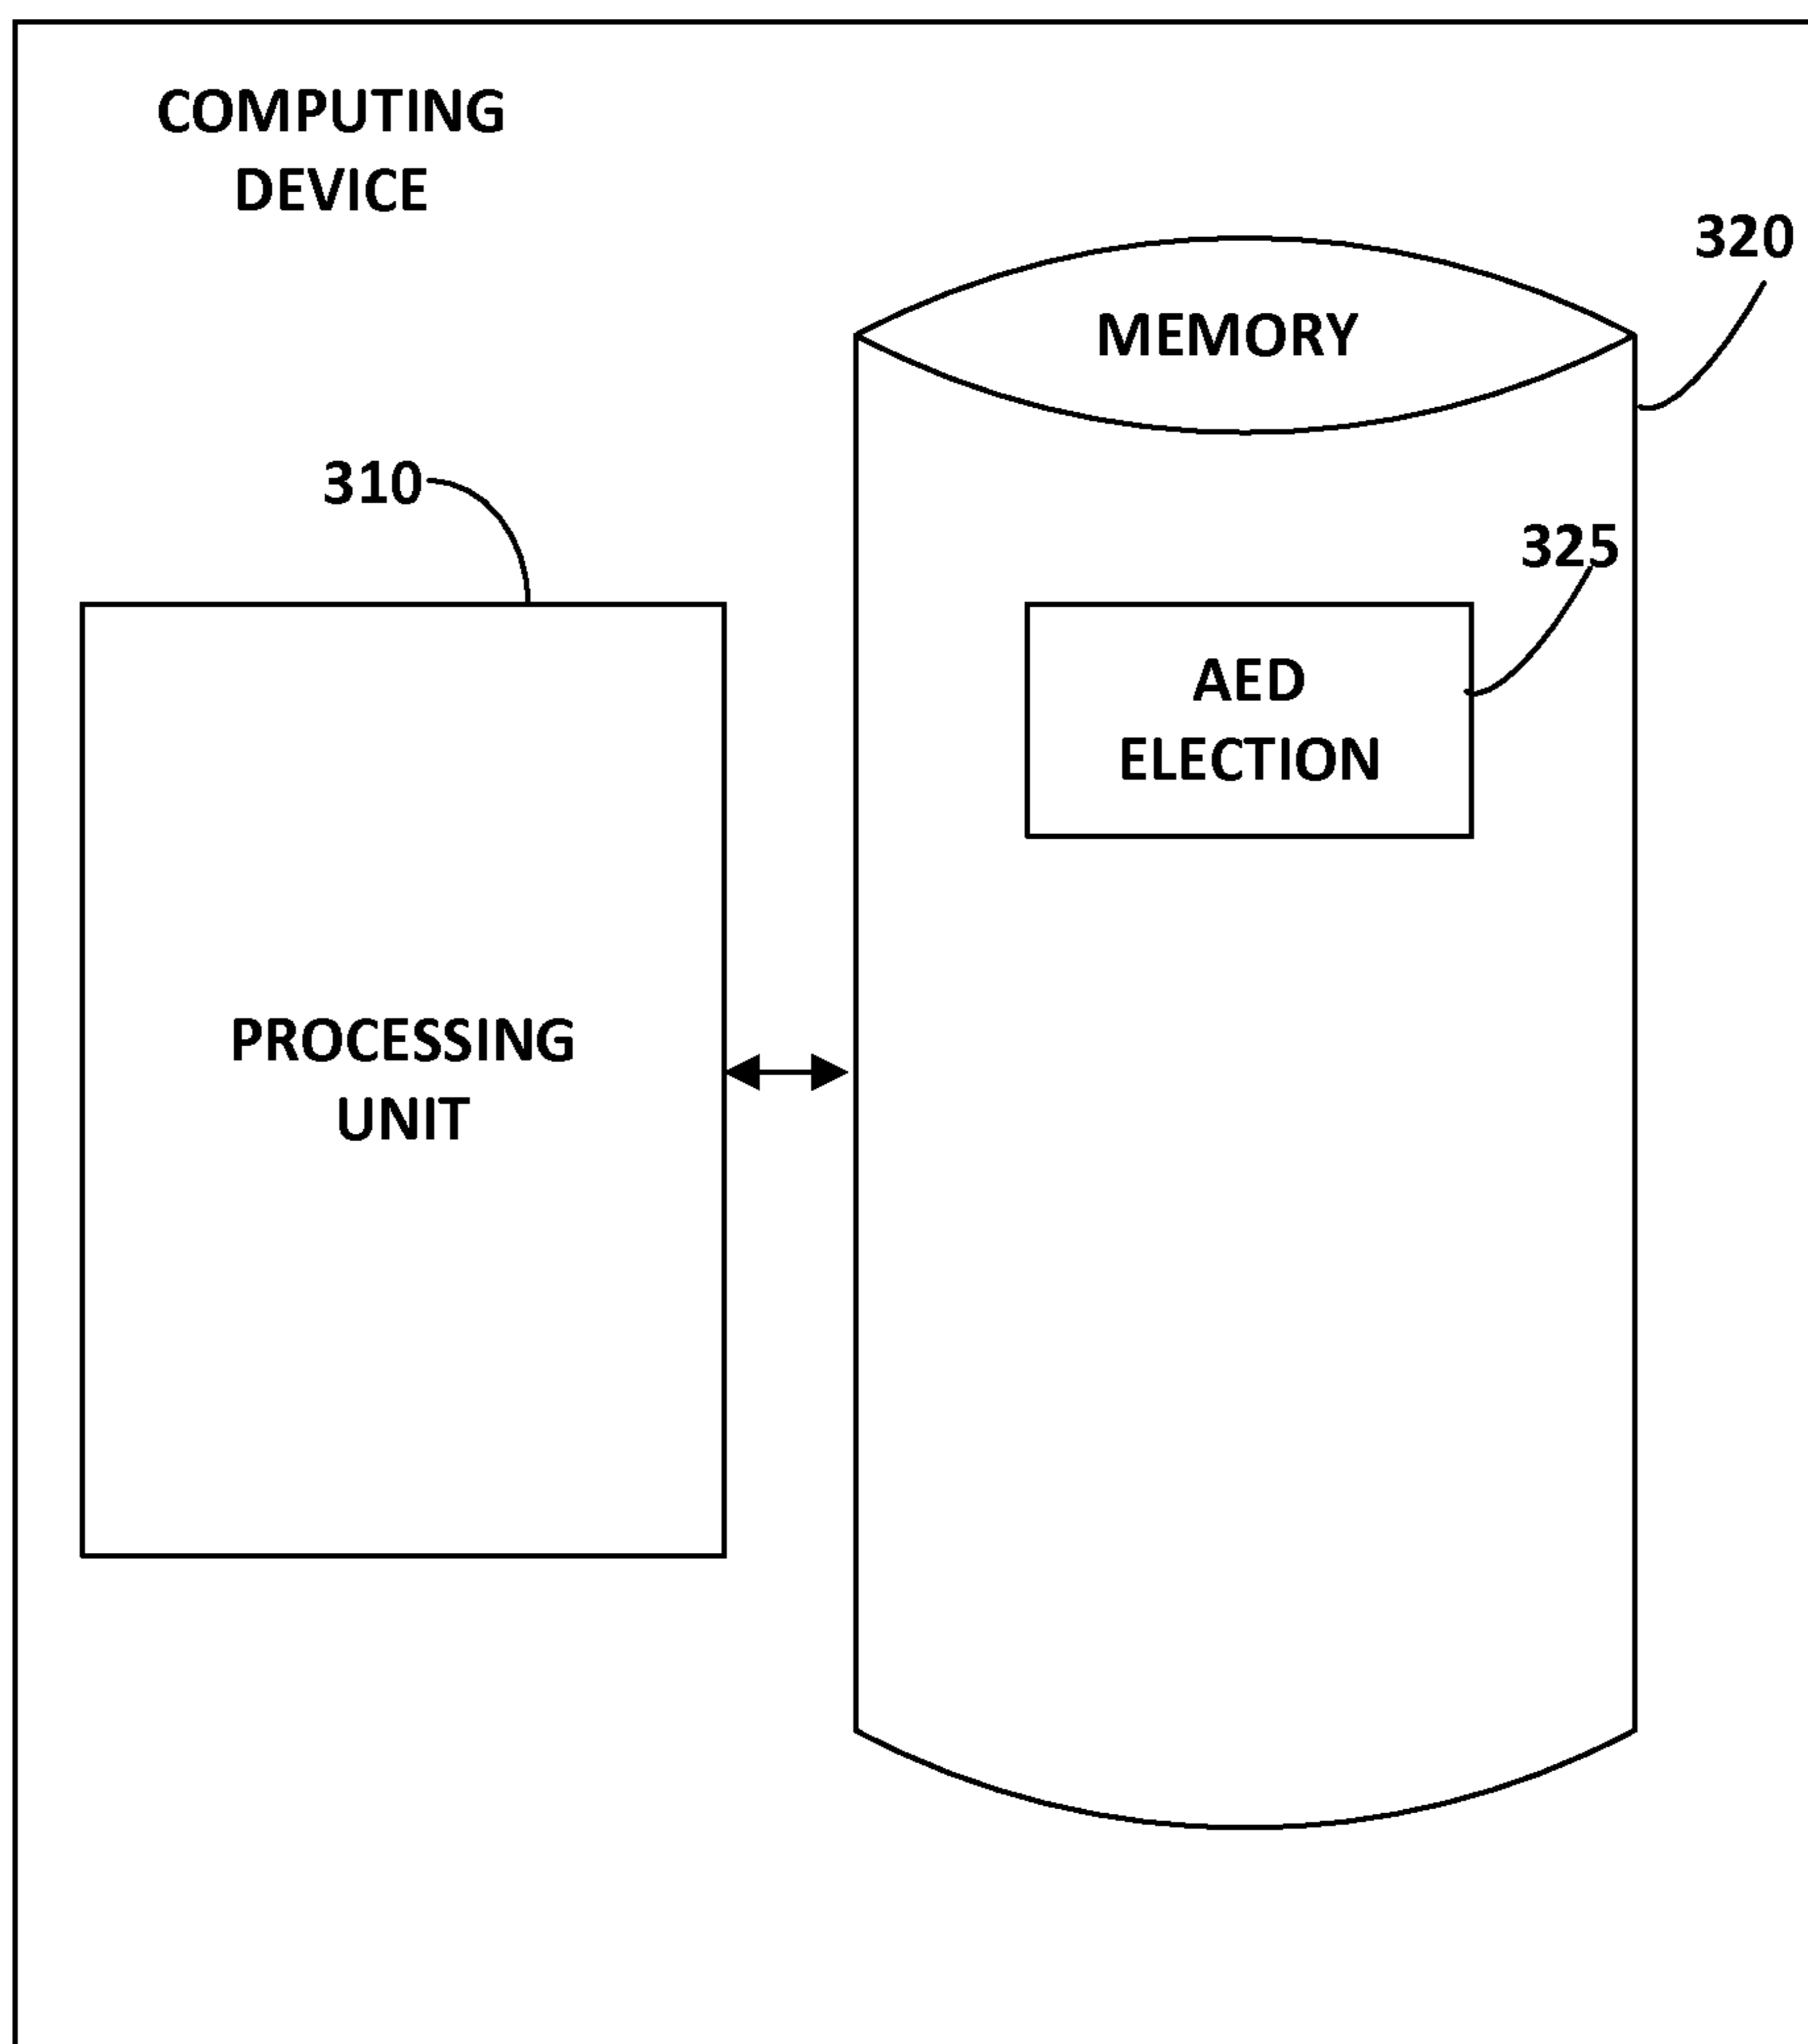 COMPUTING
DEVICE
320
MEMORY
310
325
AED
ELECTION
PROCESSING
UNIT